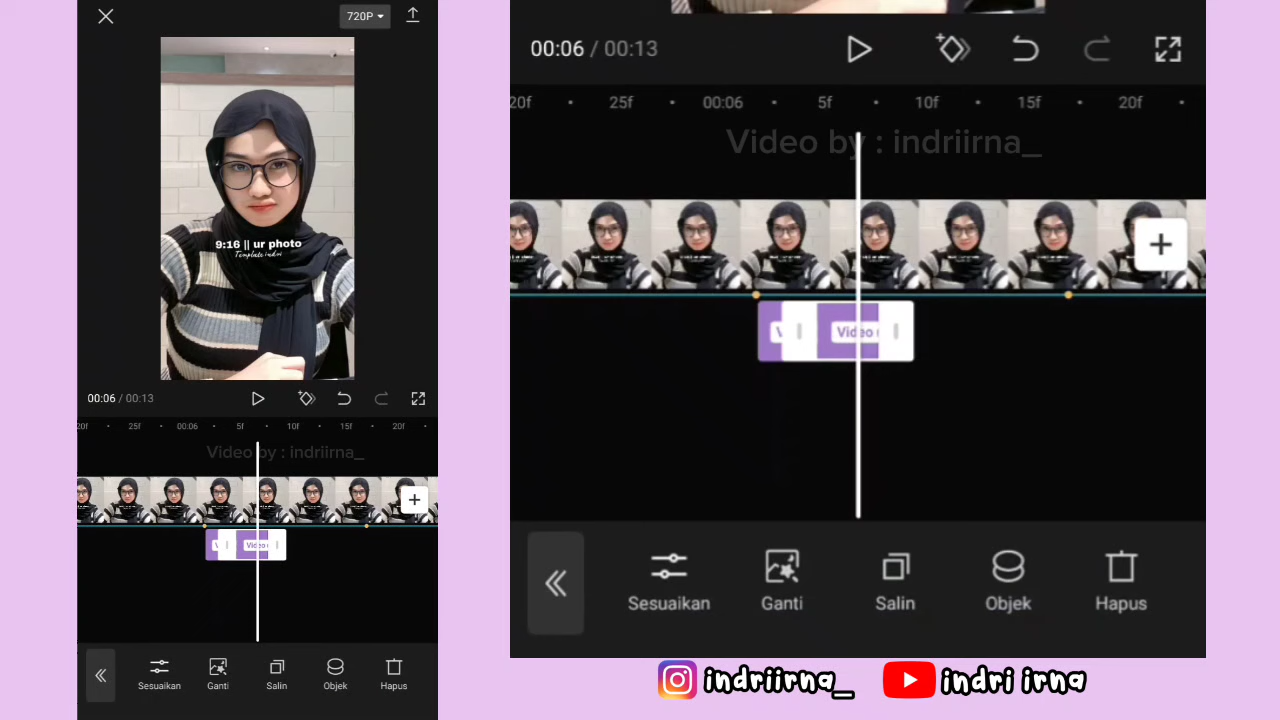 720P
9:16 || ur photo
Template indri
00:06 / 00:13
20f 25f 00:06 5f 10f 15f 20f
Video by : indriirna_
V Video
Sesuaikan Ganti Salin Objek Hapus
00:06 / 00:13
20f 25f 00:06 5f 10f 15f 20f
Video by : indriirna_
V Video
Sesuaikan Ganti Salin Objek Hapus
indriirna_ indri irna